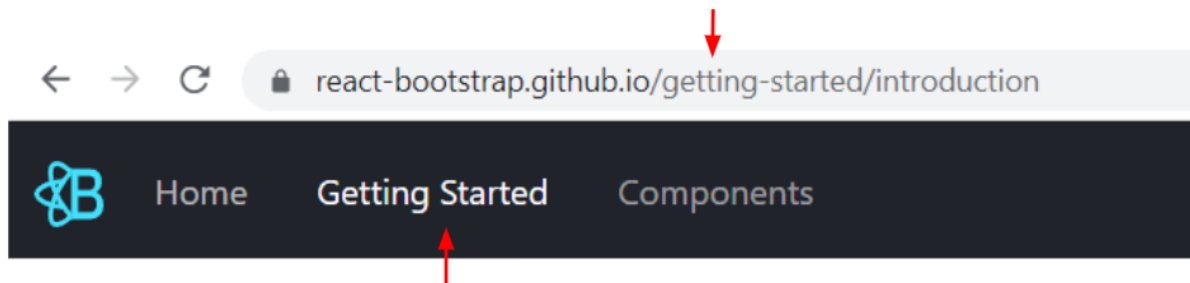 react-bootstrap.github.io/getting-started/introduction
B Home Getting Started Components